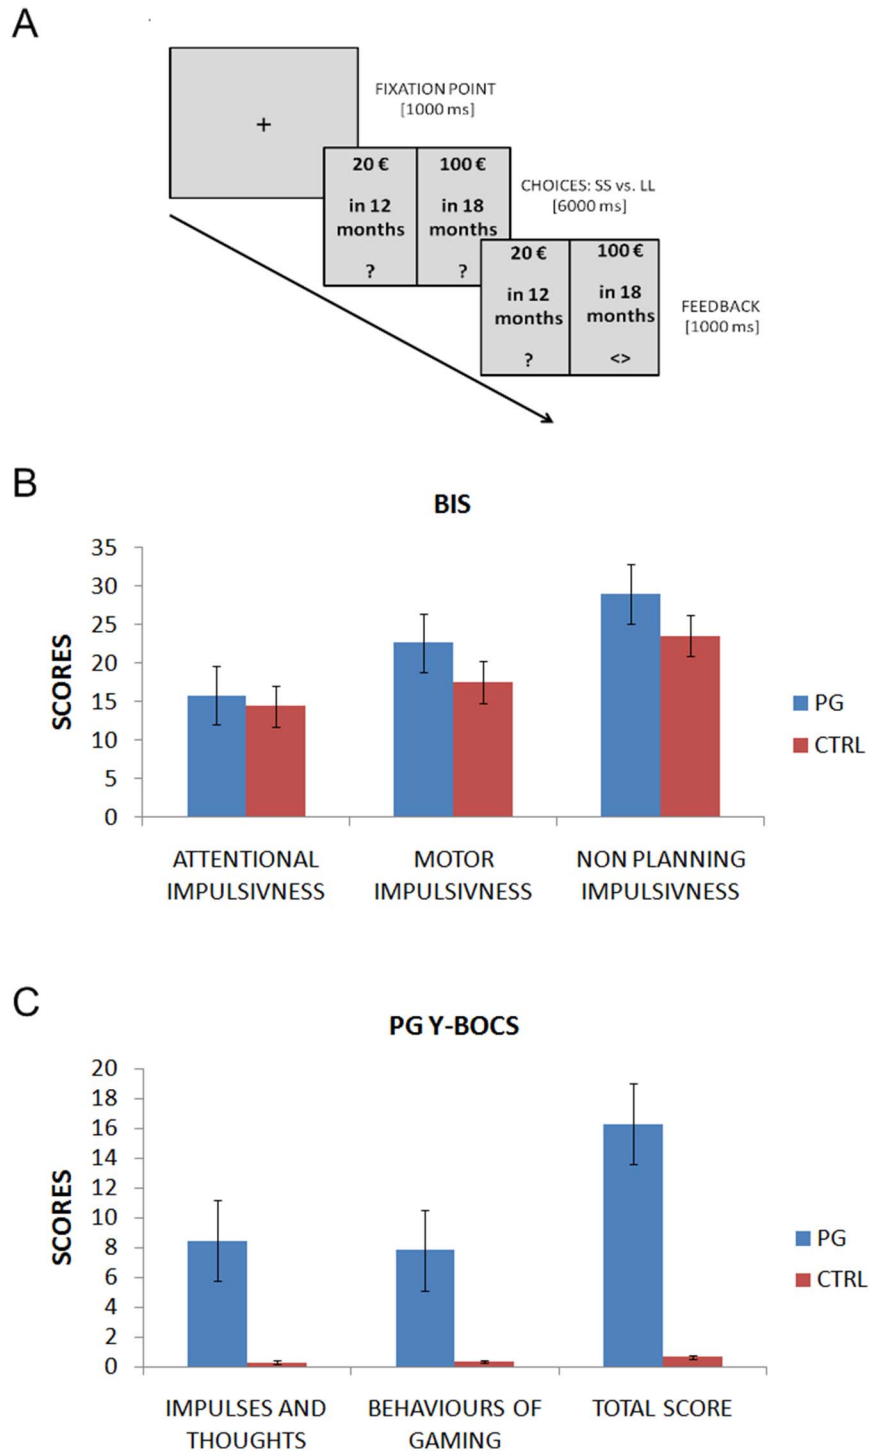 A
+
FIXATION POINT
[1000 ms]
20 €
in 12
months
?
100 €
in 18
months
?
CHOICES: SS vs. LL
[6000 ms]
20 €
in 12
months
?
100 €
in 18
months
<>
FEEDBACK
[1000 ms]
B
BIS
SCORES
35
30
25
20
15
10
5
0
ATTENTIONAL
IMPULSIVNESS
MOTOR
IMPULSIVNESS
NON PLANNING
IMPULSIVNESS
PG
CTRL
C
PG Y-BOCS
SCORES
20
18
16
14
12
10
8
6
4
2
0
IMPULSES AND
THOUGHTS
BEHAVIOURS OF
GAMING
TOTAL SCORE
PG
CTRL